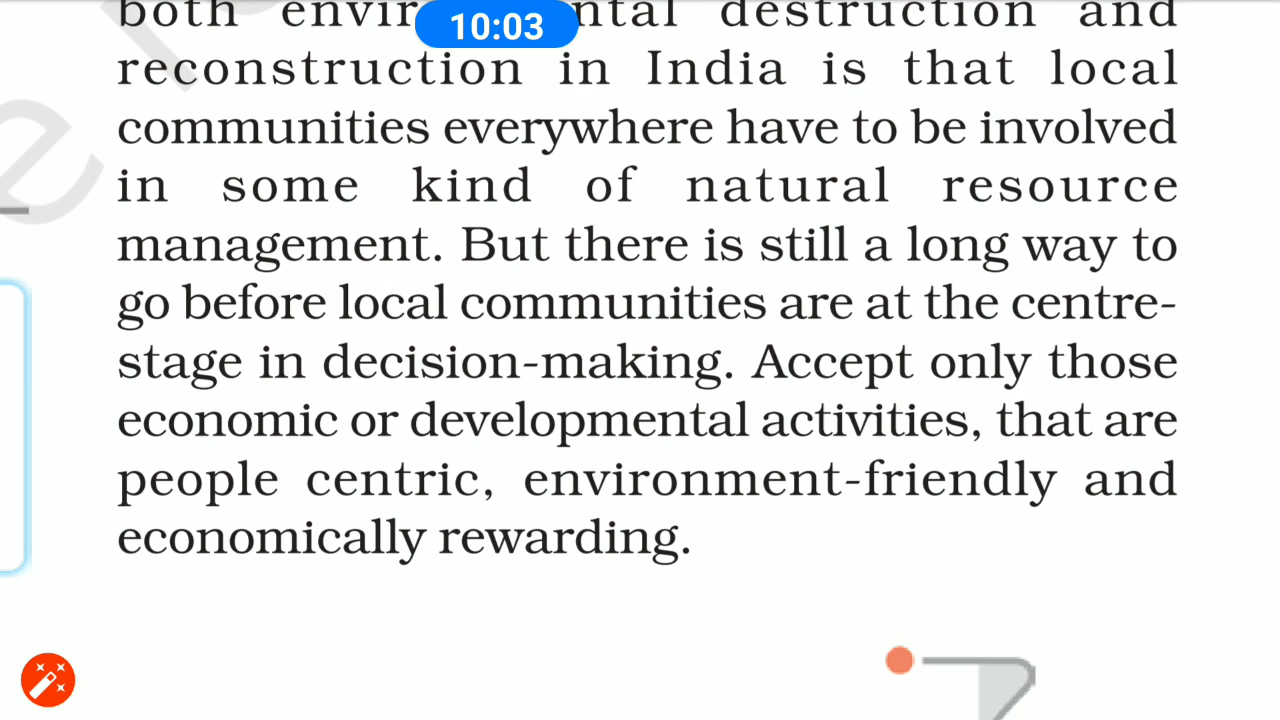 both envir ntal destruction and
10:03
reconstruction in India is that local
communities everywhere have to be involved
in some kind of natural resource
management. But there is still a long way to
go before local communities are at the centre-
stage in decision-making. Accept only those
economic or developmental activities, that are
people centric, environment-friendly and
economically rewarding.